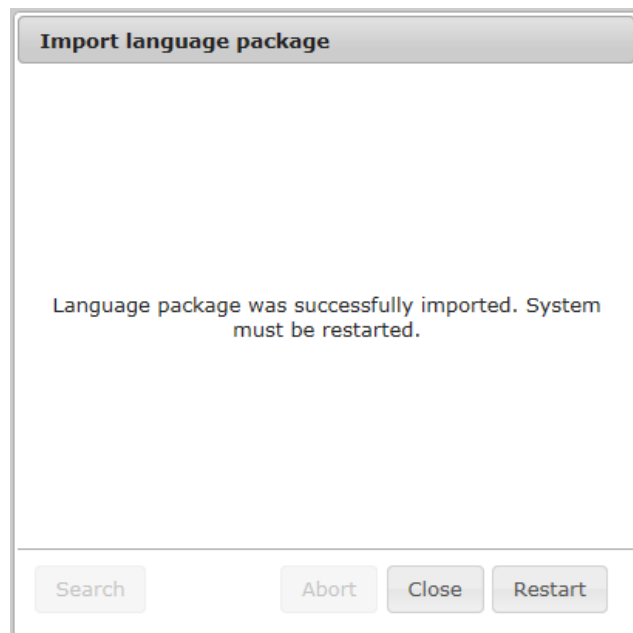 Import language package
Language package was successfully imported. System
must be restarted.
Search
Abort
Close
Restart